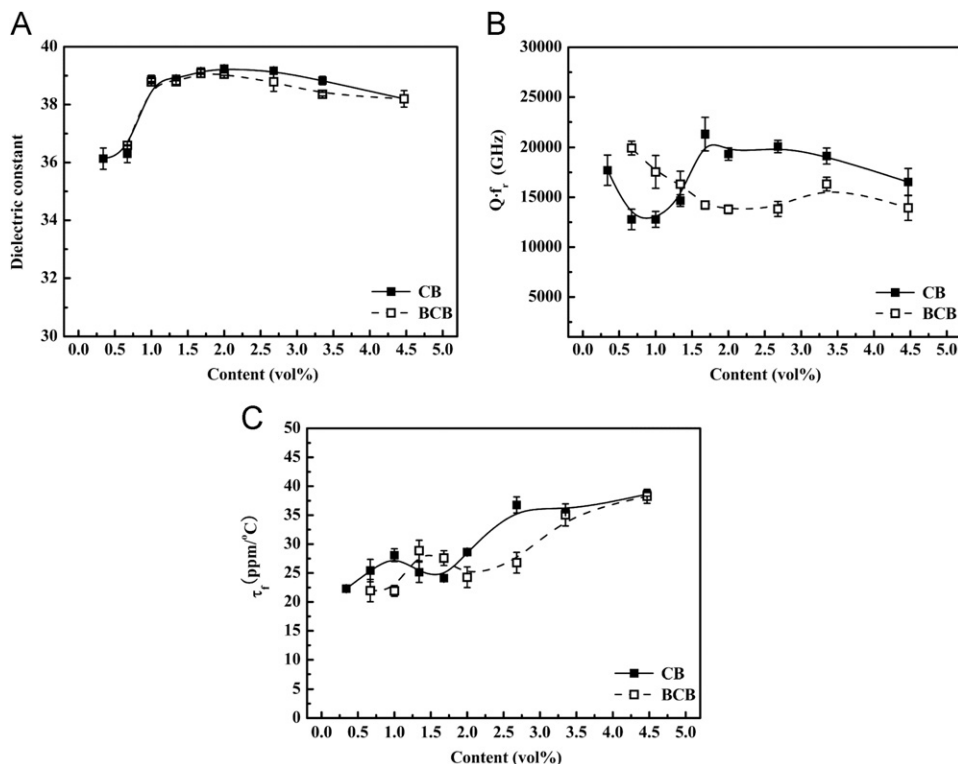 A
40
38
36
34
32
30
Dielectric constant
CB
BCB
0.0 0.5 1.0 1.5 2.0 2.5 3.0 3.5 4.0 4.5 5.0
Content (vol%)
B
30000
25000
20000
15000
10000
5000
Q·fr (GHz)
CB
BCB
0.0 0.5 1.0 1.5 2.0 2.5 3.0 3.5 4.0 4.5 5.0
Content (vol%)
C
50
45
40
35
30
25
20
15
10
5
0
τf (ppm/°C)
CB
BCB
0.0 0.5 1.0 1.5 2.0 2.5 3.0 3.5 4.0 4.5 5.0
Content (vol%)